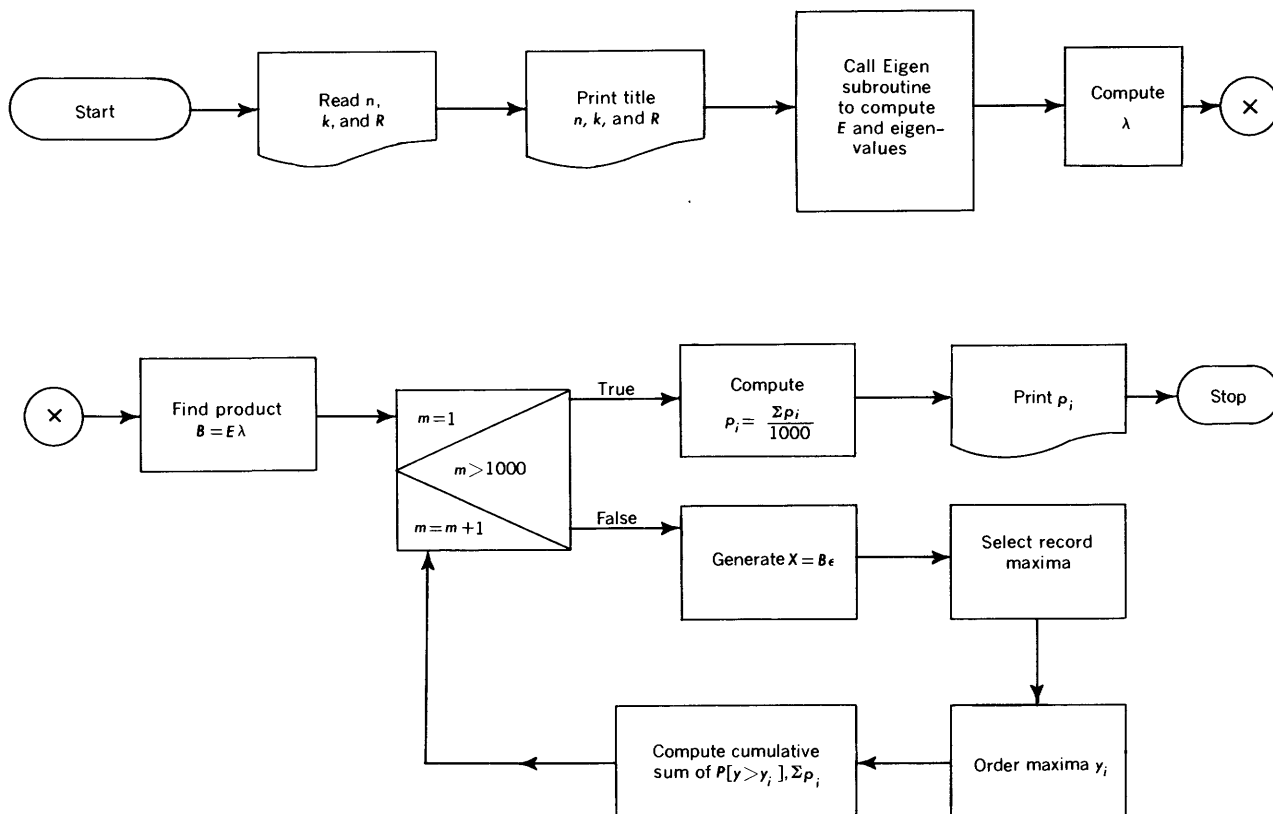 Start
Read n,
k, and R
Print title
n, k, and R
Call Eigen
subroutine
to compute
E and eigen-
values
Compute
λ
×
×
Find product
B = E λ
m = 1
m > 1000
m = m + 1
True
False
Compute
p_i = Σp_i / 1000
Print p_i
Stop
Generate X = Bϵ
Select record
maxima
Order maxima y_i
Compute cumulative
sum of P[y > y_i], Σp_i